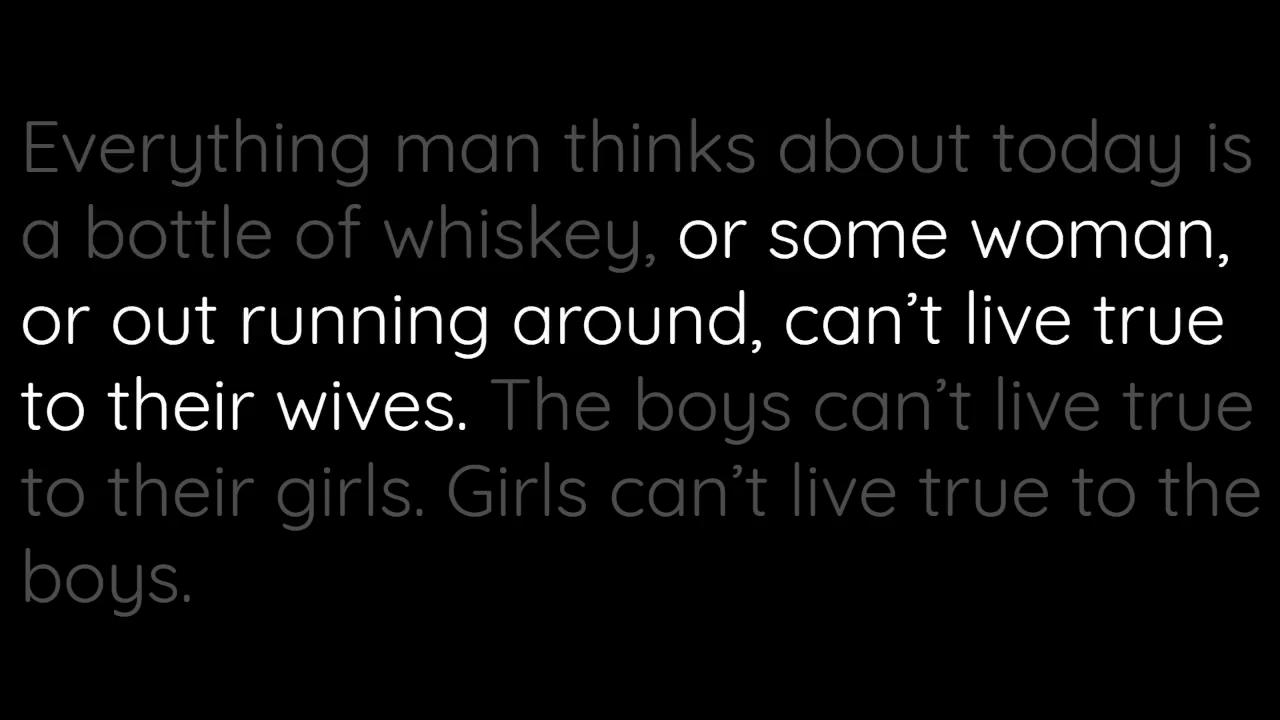 Everything man thinks about today is
a bottle of whiskey, or some woman,
or out running around, can’t live true
to their wives. The boys can’t live true
to their girls. Girls can’t live true to the
boys.